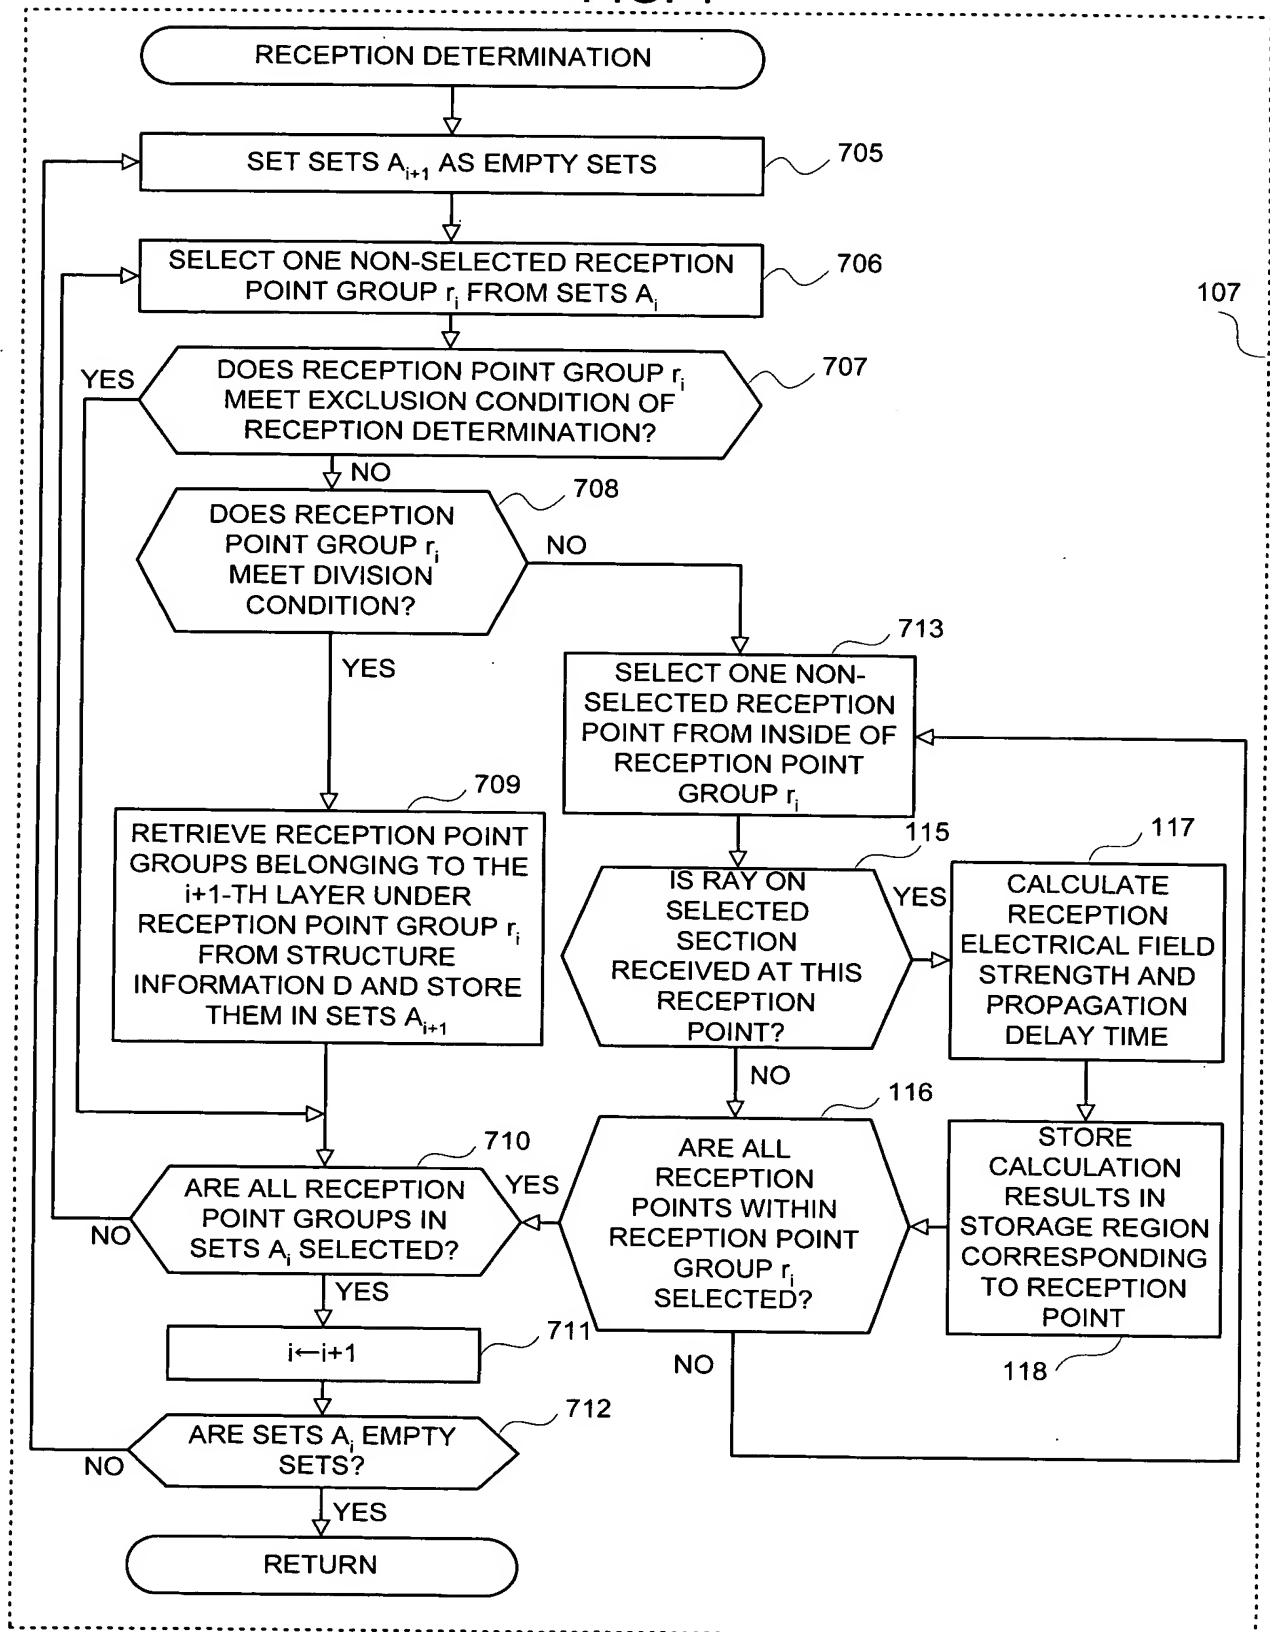 RECEPTION DETERMINATION
SET SETS Ai+1 AS EMPTY SETS
705
SELECT ONE NON-SELECTED RECEPTION
POINT GROUP ri FROM SETS Ai
706
107
YES
DOES RECEPTION POINT GROUP ri
MEET EXCLUSION CONDITION OF
RECEPTION DETERMINATION?
707
NO
708
DOES RECEPTION
POINT GROUP ri
MEET DIVISION
CONDITION?
NO
YES
713
SELECT ONE NON-
SELECTED RECEPTION
POINT FROM INSIDE OF
RECEPTION POINT
GROUP ri
709
RETRIEVE RECEPTION POINT
GROUPS BELONGING TO THE
i+1-TH LAYER UNDER
RECEPTION POINT GROUP ri
FROM STRUCTURE
INFORMATION D AND STORE
THEM IN SETS Ai+1
115
IS RAY ON
SELECTED
SECTION
RECEIVED AT THIS
RECEPTION
POINT?
YES
NO
117
CALCULATE
RECEPTION
ELECTRICAL FIELD
STRENGTH AND
PROPAGATION
DELAY TIME
116
ARE ALL
RECEPTION
POINTS WITHIN
RECEPTION POINT
GROUP ri
SELECTED?
YES
NO
STORE
CALCULATION
RESULTS IN
STORAGE REGION
CORRESPONDING
TO RECEPTION
POINT
118
710
ARE ALL RECEPTION
POINT GROUPS IN
SETS Ai SELECTED?
NO
YES
711
i←i+1
712
ARE SETS Ai EMPTY
SETS?
NO
YES
RETURN